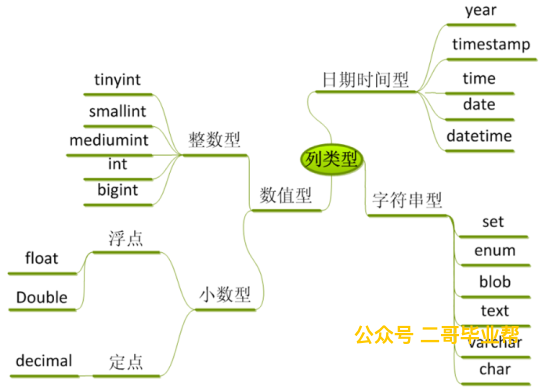 列类型
日期时间型
year
timestamp
time
date
datetime
字符串型
set
enum
blob
text
varchar
char
数值型
整数型
tinyint
smallint
mediumint
int
bigint
小数型
浮点
float
Double
定点
decimal
公众号 二哥毕业帮